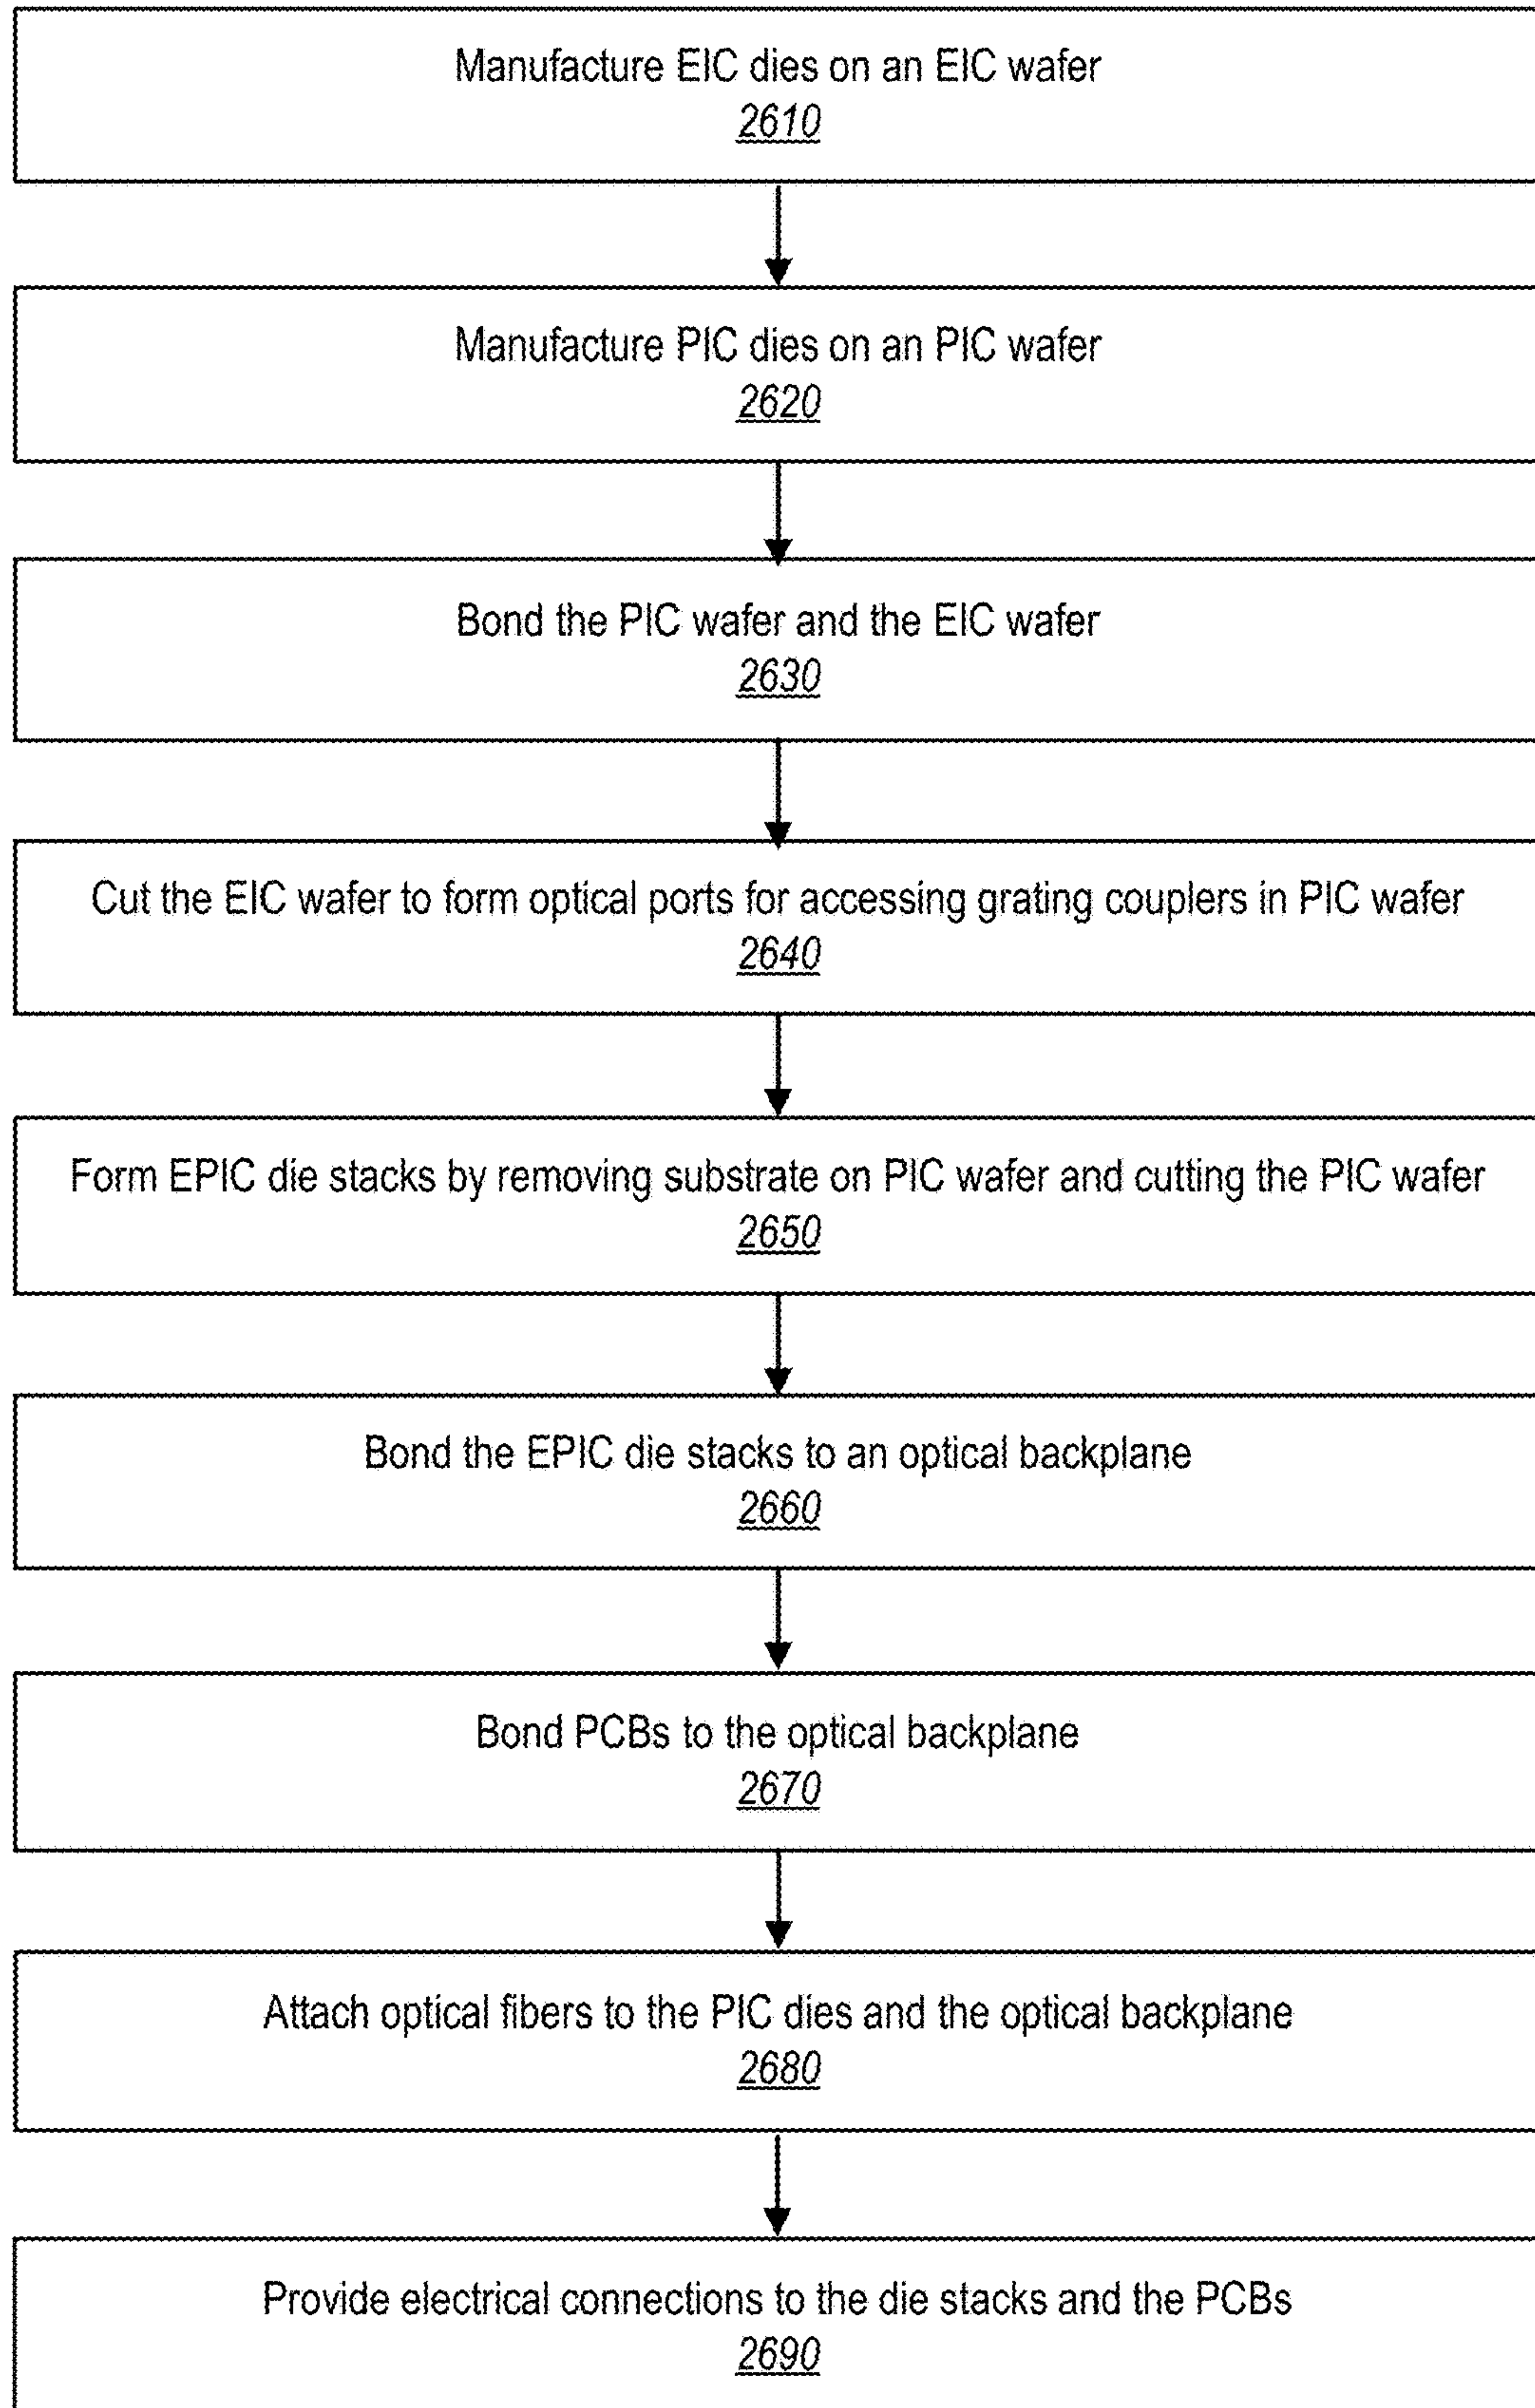 Manufacture EIC dies on an EIC wafer
2610
Manufacture PIC dies on an PIC wafer
2620
Bond the PIC wafer and the EIC wafer
2630
Cut the EIC wafer to form optical ports for accessing grating couplers in PIC wafer
2640
Form EPIC die stacks by removing substrate on PIC wafer and cutting the PIC wafer
2650
Bond the EPIC die stacks to an optical backplane
2660
Bond PCBs to the optical backplane
2670
Attach optical fibers to the PIC dies and the optical backplane
2680
Provide electrical connections to the die stacks and the PCBs
2690